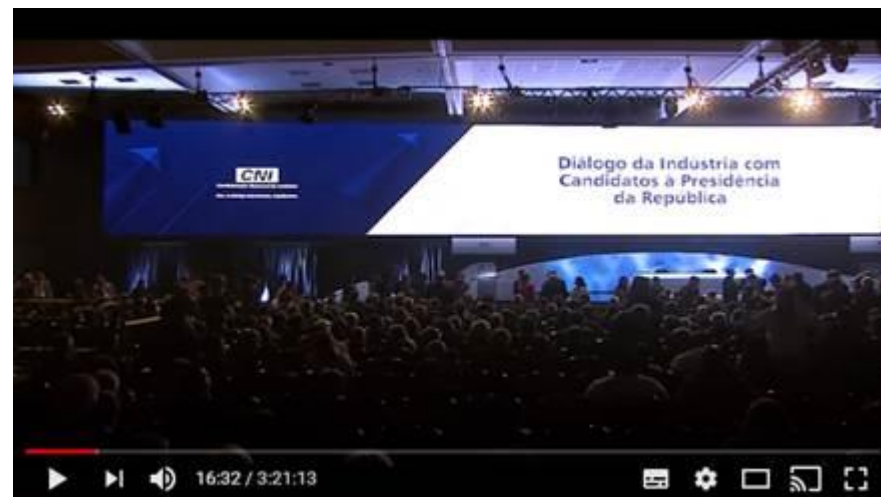 CNI
Diálogo da Indústria com
Candidatos à Presidência
da República
16:32 / 3:21:13